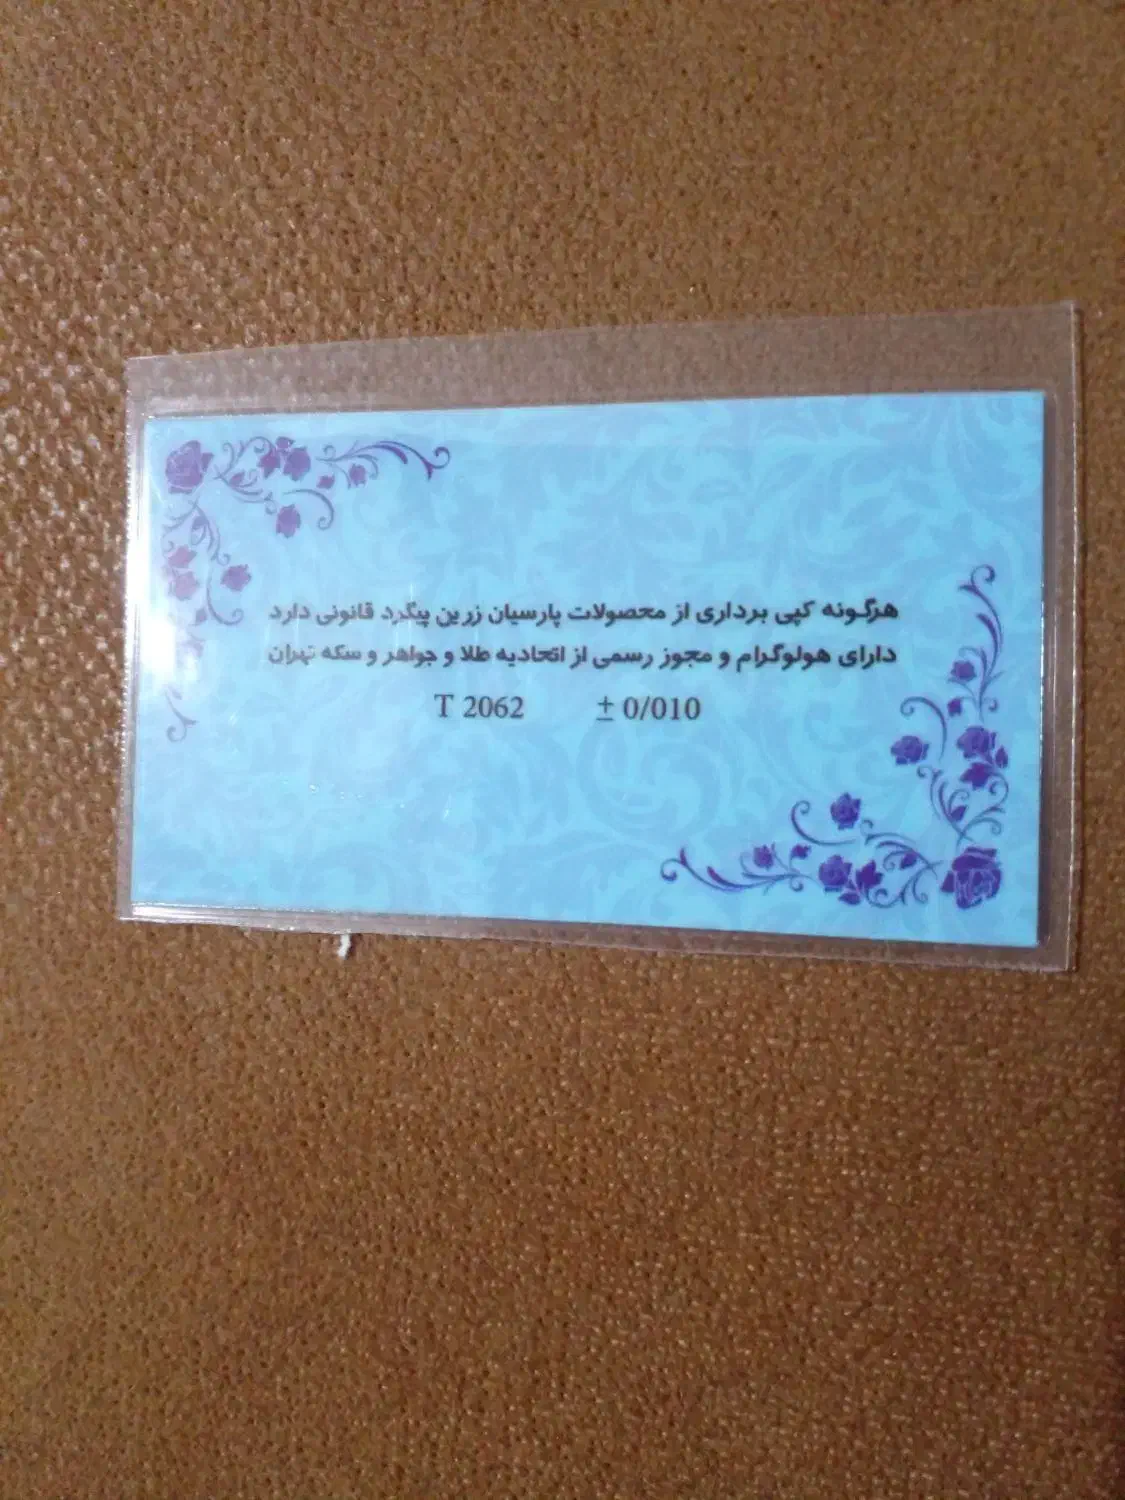 هرگونه کپی برداری از محصولات پارسیان زرین پیگرد قانونی دارد
دارای هولوگرام و مجوز رسمی از اتحادیه طلا و جواهر و سکه تهران
T 2062 ± 0/010